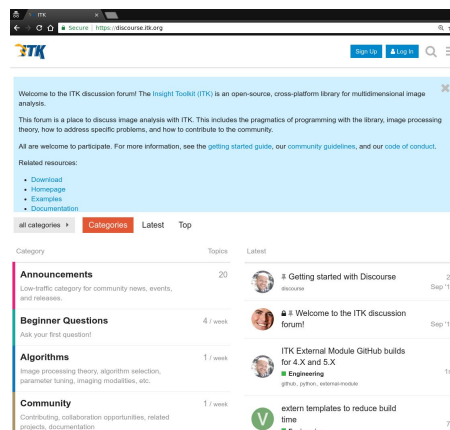 ITK
Secure | https://discourse.itk.org
ITK
Sign Up
Log In
Welcome to the ITK discussion forum! The Insight Toolkit (ITK) is an open-source, cross-platform library for multidimensional image
analysis.
This forum is a place to discuss image analysis with ITK. This includes the pragmatics of programming with the library, image processing
theory, how to address specific problems, and how to contribute to the community.
All are welcome to participate. For more information, see the getting started guide, our community guidelines, and our code of conduct.
Related resources:
Download
Homepage
Examples
Documentation
all categories
Categories
Latest
Top
Category
Topics
Announcements
20
Low-traffic category for community news, events,
and releases.
Beginner Questions
4 / week
Ask your first question!
Algorithms
1 / week
Image processing theory, algorithm selection,
parameter tuning, imaging modalities, etc.
Community
1 / week
Contributing, collaboration opportunities, related
projects, documentation
Latest
Getting started with Discourse
discourse
2
Sep '1
Welcome to the ITK discussion
forum!
Sep '1
ITK External Module GitHub builds
for 4.X and 5.X
Engineering
github, python, external-module
V
extern templates to reduce build
time
7